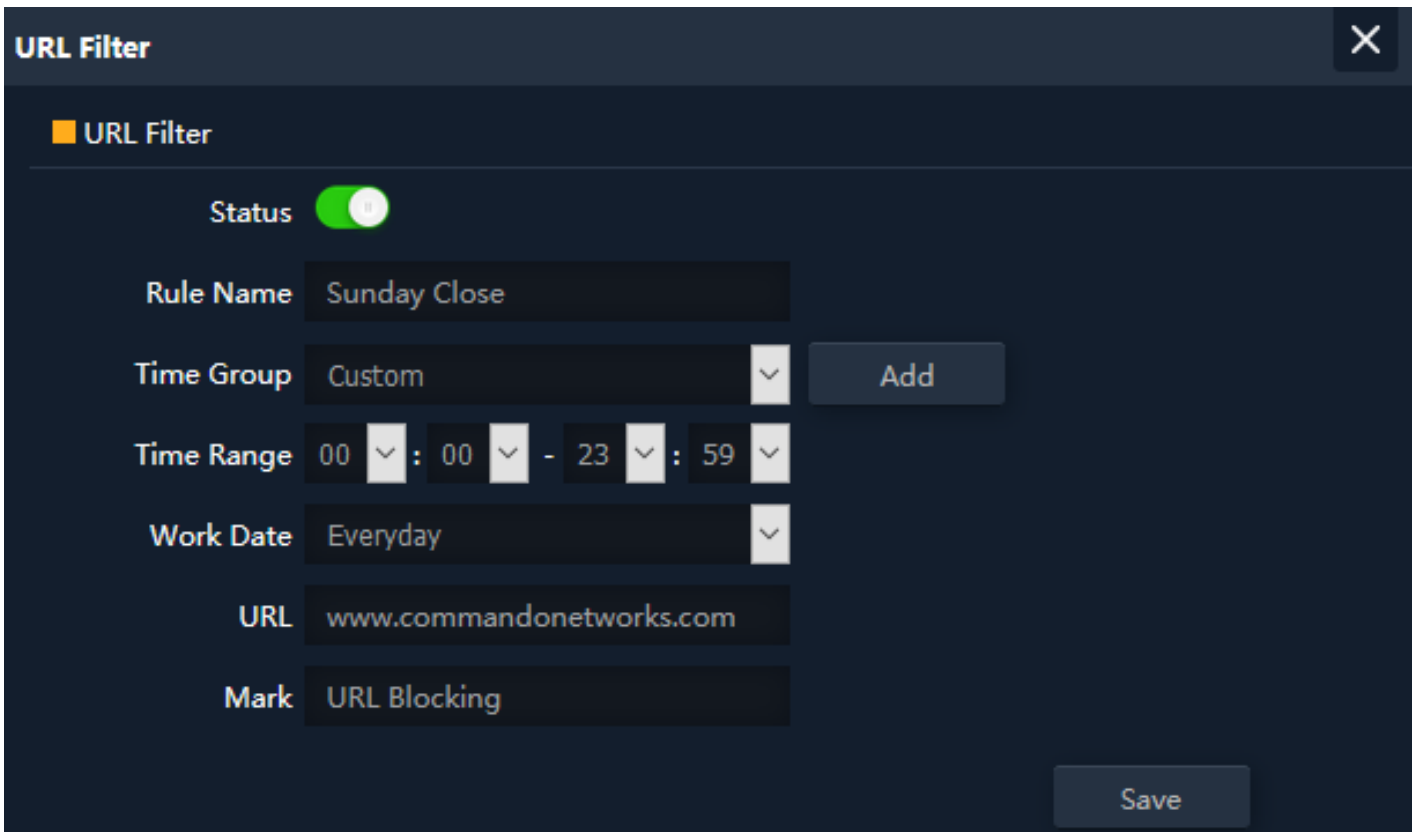 URL Filter
URL Filter
Status
Rule Name Sunday Close
Time Group Custom Add
Time Range 00 : 00 - 23 : 59
Work Date Everyday
URL www.commandonetworks.com
Mark URL Blocking
Save